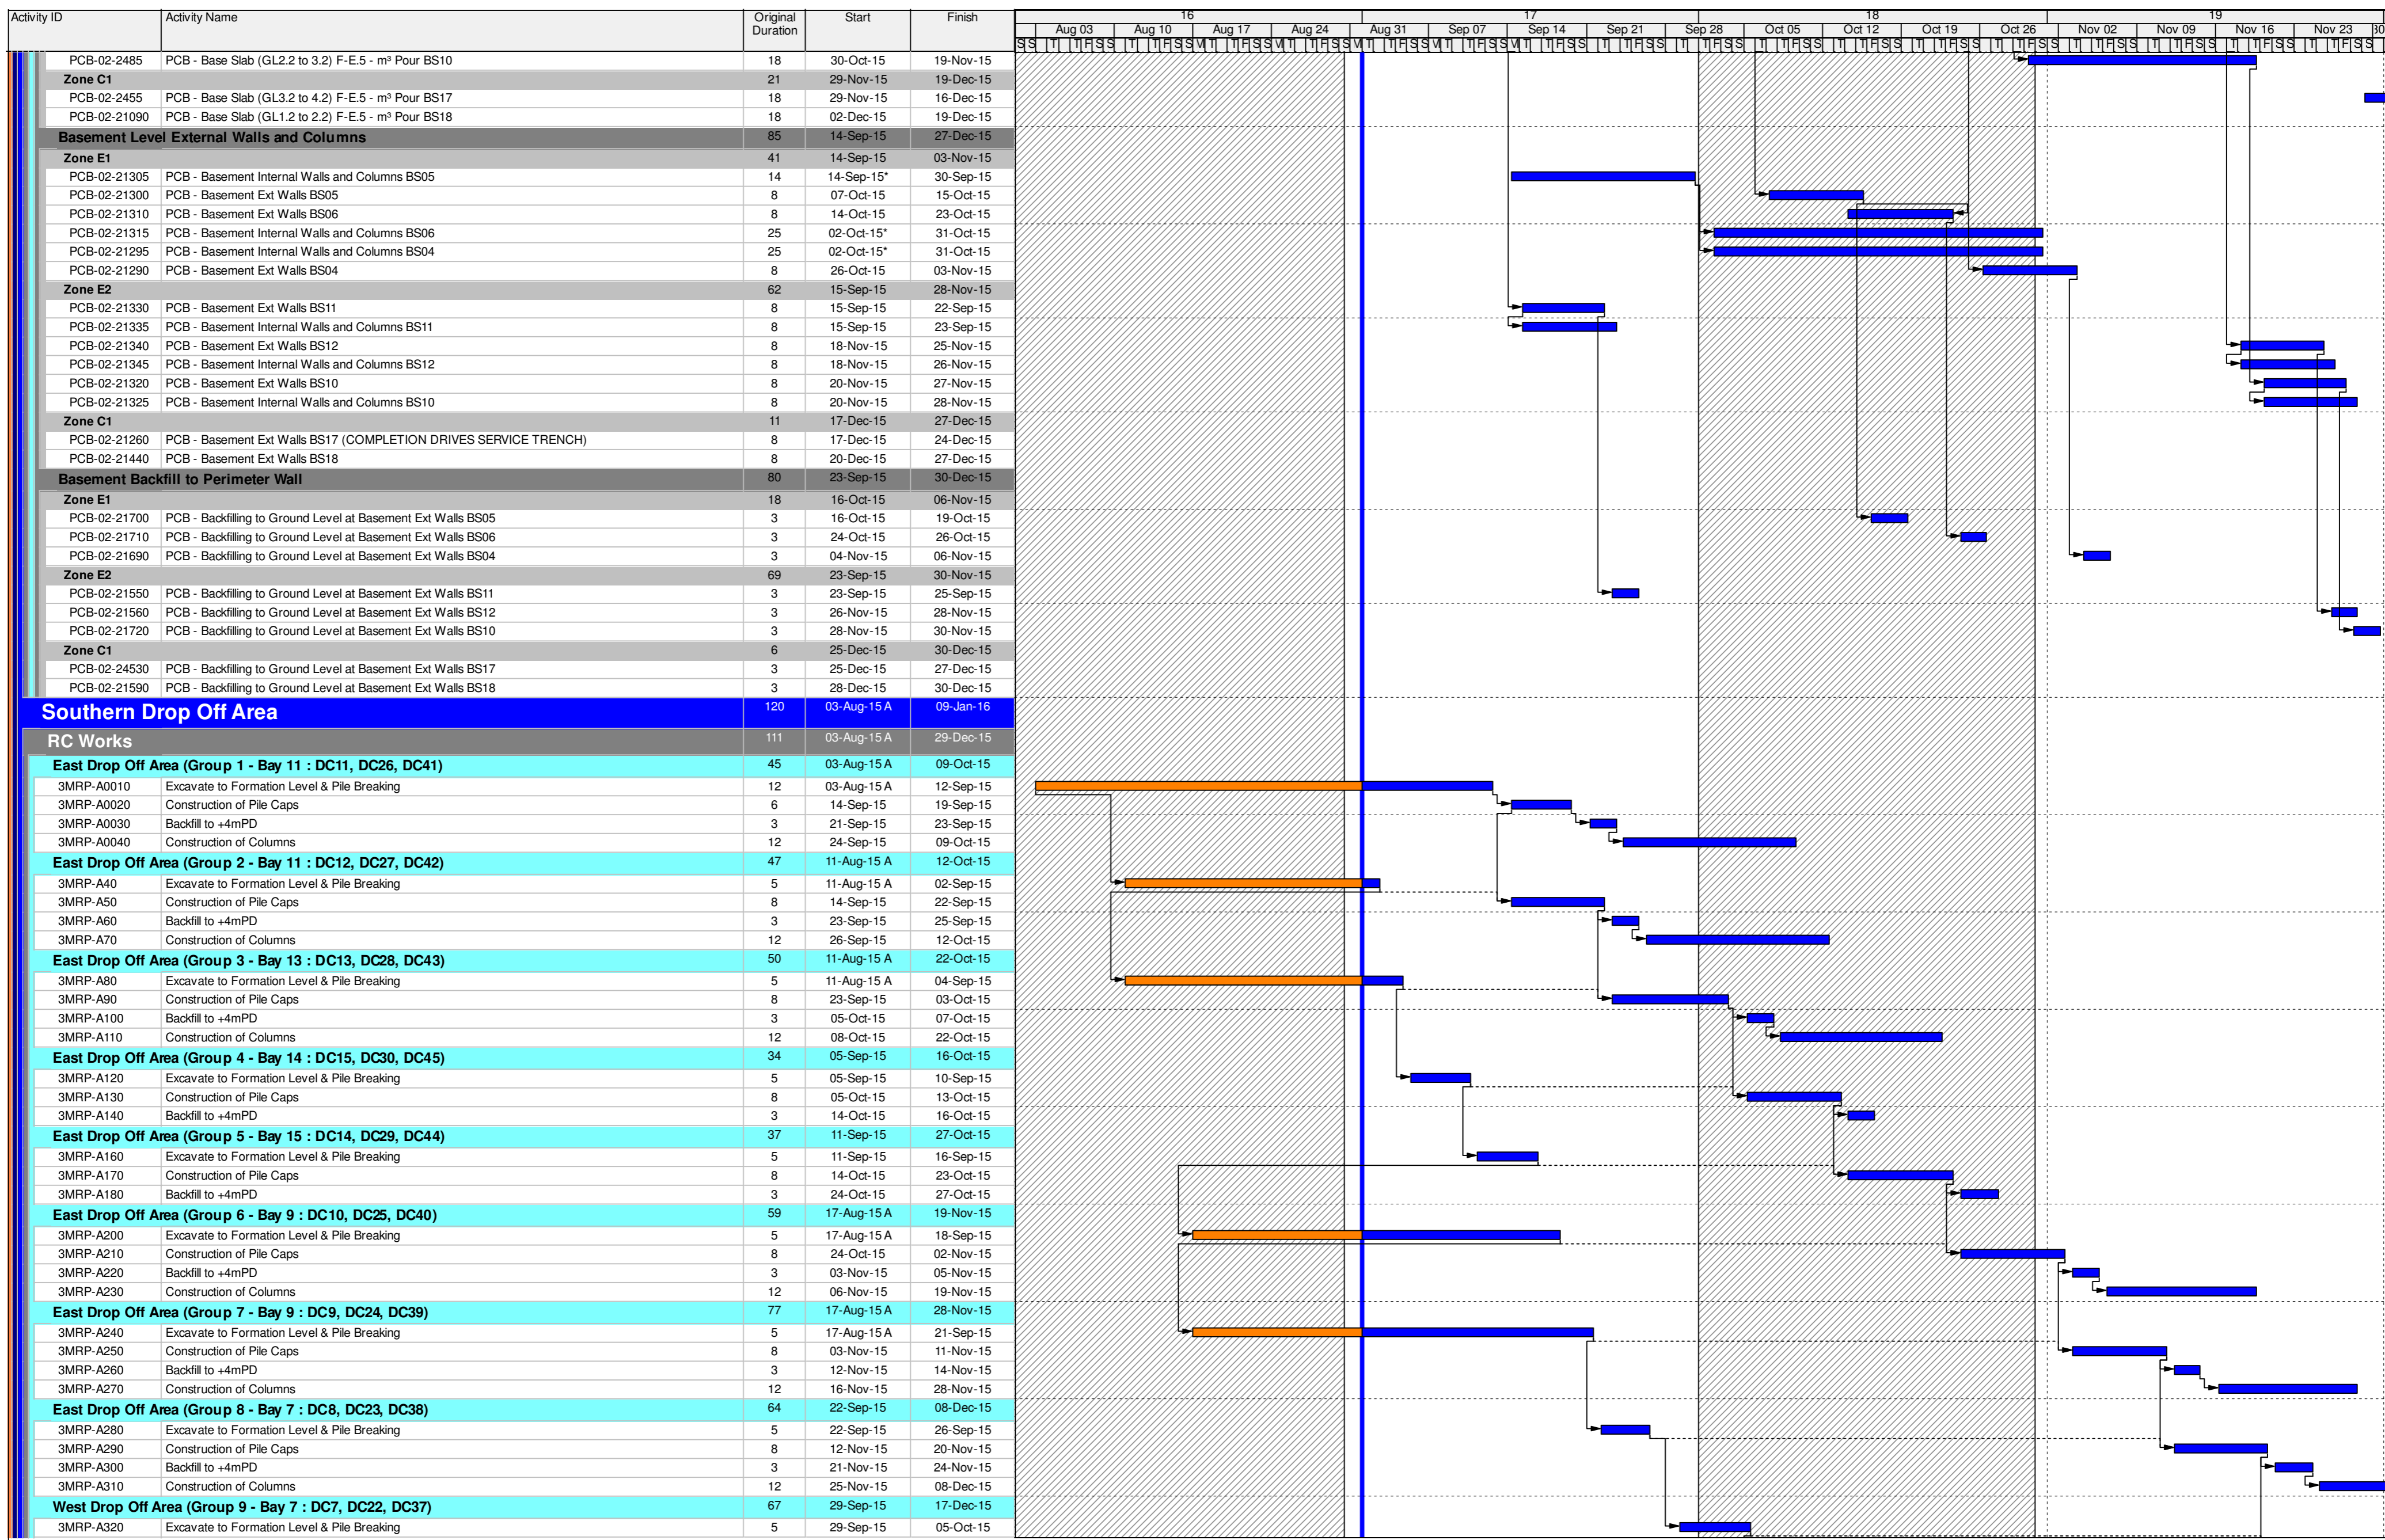 Activity ID Activity Name Original Duration Start Finish
16 17 18 19
Aug 03 Aug 10 Aug 17 Aug 24 Aug 31 Sep 07 Sep 14 Sep 21 Sep 28 Oct 05 Oct 12 Oct 19 Oct 26 Nov 02 Nov 09 Nov 16 Nov 23 30
PCB-02-2485 PCB - Base Slab (GL2.2 to 3.2) F-E.5 - m³ Pour BS10 18 30-Oct-15 19-Nov-15
Zone C1 21 29-Nov-15 19-Dec-15
PCB-02-2455 PCB - Base Slab (GL3.2 to 4.2) F-E.5 - m³ Pour BS17 18 29-Nov-15 16-Dec-15
PCB-02-21090 PCB - Base Slab (GL1.2 to 2.2) F-E.5 - m³ Pour BS18 18 02-Dec-15 19-Dec-15
Basement Level External Walls and Columns 85 14-Sep-15 27-Dec-15
Zone E1 41 14-Sep-15 03-Nov-15
PCB-02-21305 PCB - Basement Internal Walls and Columns BS05 14 14-Sep-15* 30-Sep-15
PCB-02-21300 PCB - Basement Ext Walls BS05 8 07-Oct-15 15-Oct-15
PCB-02-21310 PCB - Basement Ext Walls BS06 8 14-Oct-15 23-Oct-15
PCB-02-21315 PCB - Basement Internal Walls and Columns BS06 25 02-Oct-15* 31-Oct-15
PCB-02-21295 PCB - Basement Internal Walls and Columns BS04 25 02-Oct-15* 31-Oct-15
PCB-02-21290 PCB - Basement Ext Walls BS04 8 26-Oct-15 03-Nov-15
Zone E2 62 15-Sep-15 28-Nov-15
PCB-02-21330 PCB - Basement Ext Walls BS11 8 15-Sep-15 22-Sep-15
PCB-02-21335 PCB - Basement Internal Walls and Columns BS11 8 15-Sep-15 23-Sep-15
PCB-02-21340 PCB - Basement Ext Walls BS12 8 18-Nov-15 25-Nov-15
PCB-02-21345 PCB - Basement Internal Walls and Columns BS12 8 18-Nov-15 26-Nov-15
PCB-02-21320 PCB - Basement Ext Walls BS10 8 20-Nov-15 27-Nov-15
PCB-02-21325 PCB - Basement Internal Walls and Columns BS10 8 20-Nov-15 28-Nov-15
Zone C1 11 17-Dec-15 27-Dec-15
PCB-02-21260 PCB - Basement Ext Walls BS17 (COMPLETION DRIVES SERVICE TRENCH) 8 17-Dec-15 24-Dec-15
PCB-02-21440 PCB - Basement Ext Walls BS18 8 20-Dec-15 27-Dec-15
Basement Backfill to Perimeter Wall 80 23-Sep-15 30-Dec-15
Zone E1 18 16-Oct-15 06-Nov-15
PCB-02-21700 PCB - Backfilling to Ground Level at Basement Ext Walls BS05 3 16-Oct-15 19-Oct-15
PCB-02-21710 PCB - Backfilling to Ground Level at Basement Ext Walls BS06 3 24-Oct-15 26-Oct-15
PCB-02-21690 PCB - Backfilling to Ground Level at Basement Ext Walls BS04 3 04-Nov-15 06-Nov-15
Zone E2 69 23-Sep-15 30-Nov-15
PCB-02-21550 PCB - Backfilling to Ground Level at Basement Ext Walls BS11 3 23-Sep-15 25-Sep-15
PCB-02-21560 PCB - Backfilling to Ground Level at Basement Ext Walls BS12 3 26-Nov-15 28-Nov-15
PCB-02-21720 PCB - Backfilling to Ground Level at Basement Ext Walls BS10 3 28-Nov-15 30-Nov-15
Zone C1 6 25-Dec-15 30-Dec-15
PCB-02-24530 PCB - Backfilling to Ground Level at Basement Ext Walls BS17 3 25-Dec-15 27-Dec-15
PCB-02-21590 PCB - Backfilling to Ground Level at Basement Ext Walls BS18 3 28-Dec-15 30-Dec-15
Southern Drop Off Area 120 03-Aug-15 A 09-Jan-16
RC Works 111 03-Aug-15 A 29-Dec-15
East Drop Off Area (Group 1 - Bay 11 : DC11, DC26, DC41) 45 03-Aug-15 A 09-Oct-15
3MRP-A0010 Excavate to Formation Level & Pile Breaking 12 03-Aug-15 A 12-Sep-15
3MRP-A0020 Construction of Pile Caps 6 14-Sep-15 19-Sep-15
3MRP-A0030 Backfill to +4mPD 3 21-Sep-15 23-Sep-15
3MRP-A0040 Construction of Columns 12 24-Sep-15 09-Oct-15
East Drop Off Area (Group 2 - Bay 11 : DC12, DC27, DC42) 47 11-Aug-15 A 12-Oct-15
3MRP-A40 Excavate to Formation Level & Pile Breaking 5 11-Aug-15 A 02-Sep-15
3MRP-A50 Construction of Pile Caps 8 14-Sep-15 22-Sep-15
3MRP-A60 Backfill to +4mPD 3 23-Sep-15 25-Sep-15
3MRP-A70 Construction of Columns 12 26-Sep-15 12-Oct-15
East Drop Off Area (Group 3 - Bay 13 : DC13, DC28, DC43) 50 11-Aug-15 A 22-Oct-15
3MRP-A80 Excavate to Formation Level & Pile Breaking 5 11-Aug-15 A 04-Sep-15
3MRP-A90 Construction of Pile Caps 8 23-Sep-15 03-Oct-15
3MRP-A100 Backfill to +4mPD 3 05-Oct-15 07-Oct-15
3MRP-A110 Construction of Columns 12 08-Oct-15 22-Oct-15
East Drop Off Area (Group 4 - Bay 14 : DC15, DC30, DC45) 34 05-Sep-15 16-Oct-15
3MRP-A120 Excavate to Formation Level & Pile Breaking 5 05-Sep-15 10-Sep-15
3MRP-A130 Construction of Pile Caps 8 05-Oct-15 13-Oct-15
3MRP-A140 Backfill to +4mPD 3 14-Oct-15 16-Oct-15
East Drop Off Area (Group 5 - Bay 15 : DC14, DC29, DC44) 37 11-Sep-15 27-Oct-15
3MRP-A160 Excavate to Formation Level & Pile Breaking 5 11-Sep-15 16-Sep-15
3MRP-A170 Construction of Pile Caps 8 14-Oct-15 23-Oct-15
3MRP-A180 Backfill to +4mPD 3 24-Oct-15 27-Oct-15
East Drop Off Area (Group 6 - Bay 9 : DC10, DC25, DC40) 59 17-Aug-15 A 19-Nov-15
3MRP-A200 Excavate to Formation Level & Pile Breaking 5 17-Aug-15 A 18-Sep-15
3MRP-A210 Construction of Pile Caps 8 24-Oct-15 02-Nov-15
3MRP-A220 Backfill to +4mPD 3 03-Nov-15 05-Nov-15
3MRP-A230 Construction of Columns 12 06-Nov-15 19-Nov-15
East Drop Off Area (Group 7 - Bay 9 : DC9, DC24, DC39) 77 17-Aug-15 A 28-Nov-15
3MRP-A240 Excavate to Formation Level & Pile Breaking 5 17-Aug-15 A 21-Sep-15
3MRP-A250 Construction of Pile Caps 8 03-Nov-15 11-Nov-15
3MRP-A260 Backfill to +4mPD 3 12-Nov-15 14-Nov-15
3MRP-A270 Construction of Columns 12 16-Nov-15 28-Nov-15
East Drop Off Area (Group 8 - Bay 7 : DC8, DC23, DC38) 64 22-Sep-15 08-Dec-15
3MRP-A280 Excavate to Formation Level & Pile Breaking 5 22-Sep-15 26-Sep-15
3MRP-A290 Construction of Pile Caps 8 12-Nov-15 20-Nov-15
3MRP-A300 Backfill to +4mPD 3 21-Nov-15 24-Nov-15
3MRP-A310 Construction of Columns 12 25-Nov-15 08-Dec-15
West Drop Off Area (Group 9 - Bay 7 : DC7, DC22, DC37) 67 29-Sep-15 17-Dec-15
3MRP-A320 Excavate to Formation Level & Pile Breaking 5 29-Sep-15 05-Oct-15